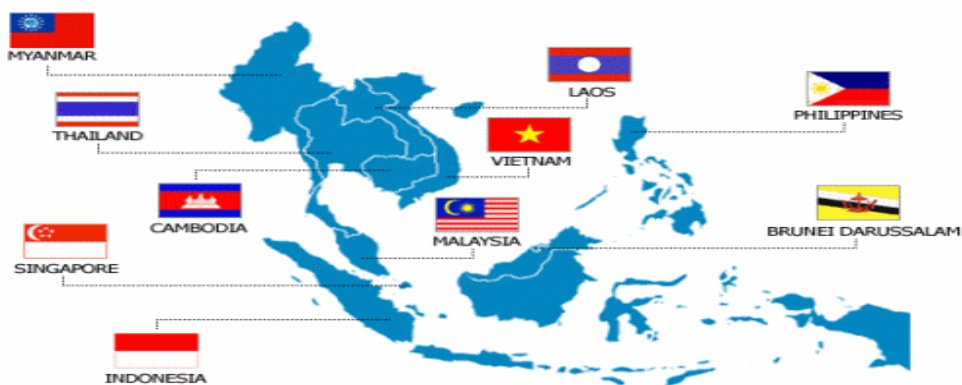 MYANMAR
LAOS
PHILIPPINES
THAILAND
VIETNAM
CAMBODIA
BRUNEI DARUSSALAM
MALAYSIA
SINGAPORE
INDONESIA